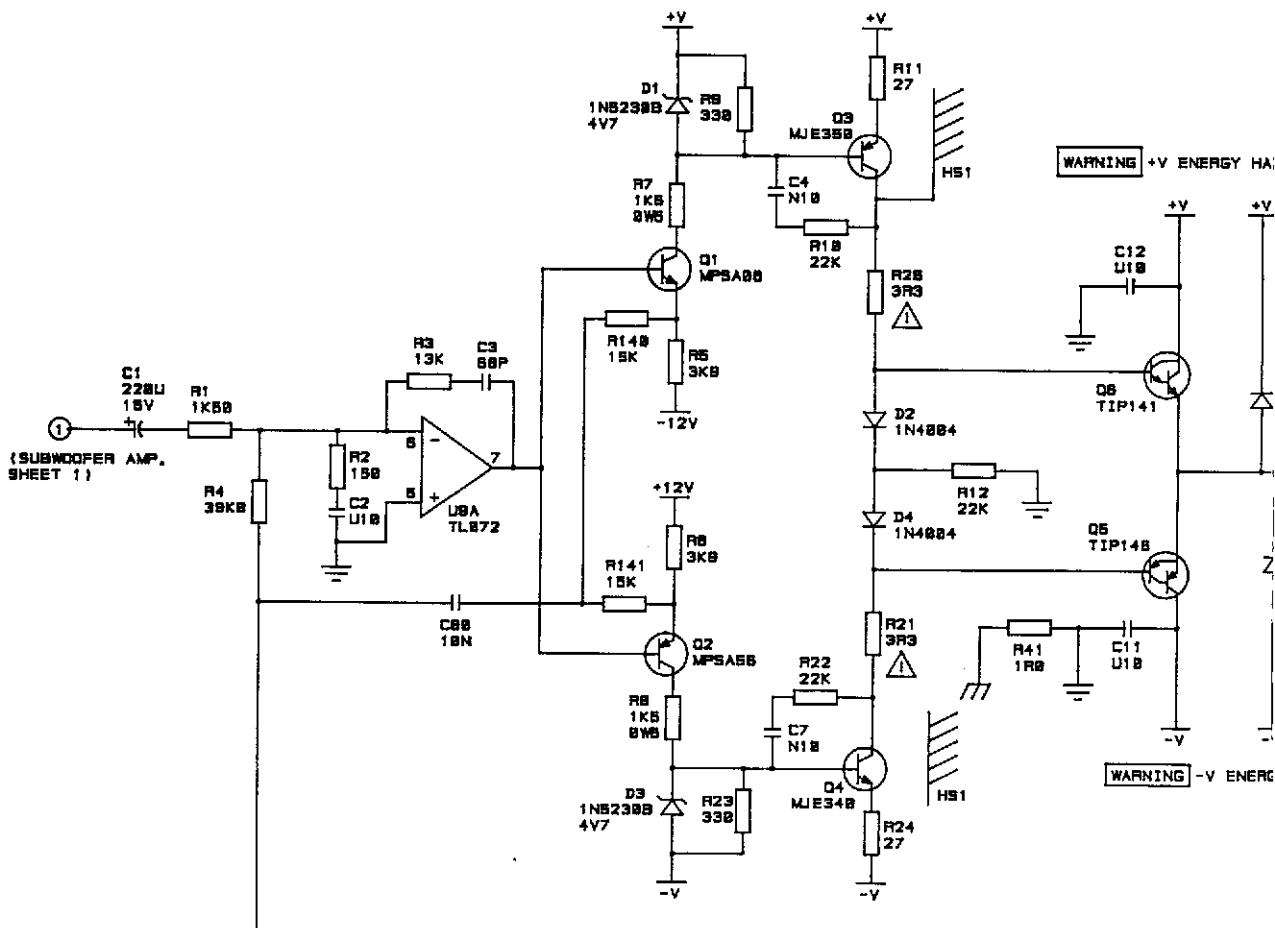 +V
+V
R11
27
D1
1N5230B
4V7
R9
330
Q3
MJE350
HS1
WARNING +V ENERGY HA
R7
1K5
0W5
C4
N10
R10
22K
+V
+V
Q1
MPSA06
C12
U10
R26
3R3
!
R140
15K
R5
3K9
-12V
R3
13K
C3
68P
C1
220U
16V
R1
1K50
Q6
TIP141
D2
1N4004
1
(SUBWOOFER AMP.
SHEET 1)
6
7
R2
150
5
C2
U10
U9A
TL072
R4
39K0
+12V
R12
22K
R6
3K9
D4
1N4004
Q5
TIP146
R141
15K
C80
10N
Q2
MPSA56
R21
3R3
!
R41
1R0
C11
U10
R22
22K
R8
1K5
0W5
C7
N10
-V
-V
WARNING -V ENERG
Q4
MJE340
HS1
D3
1N5230B
4V7
R23
330
R24
27
-V
-V